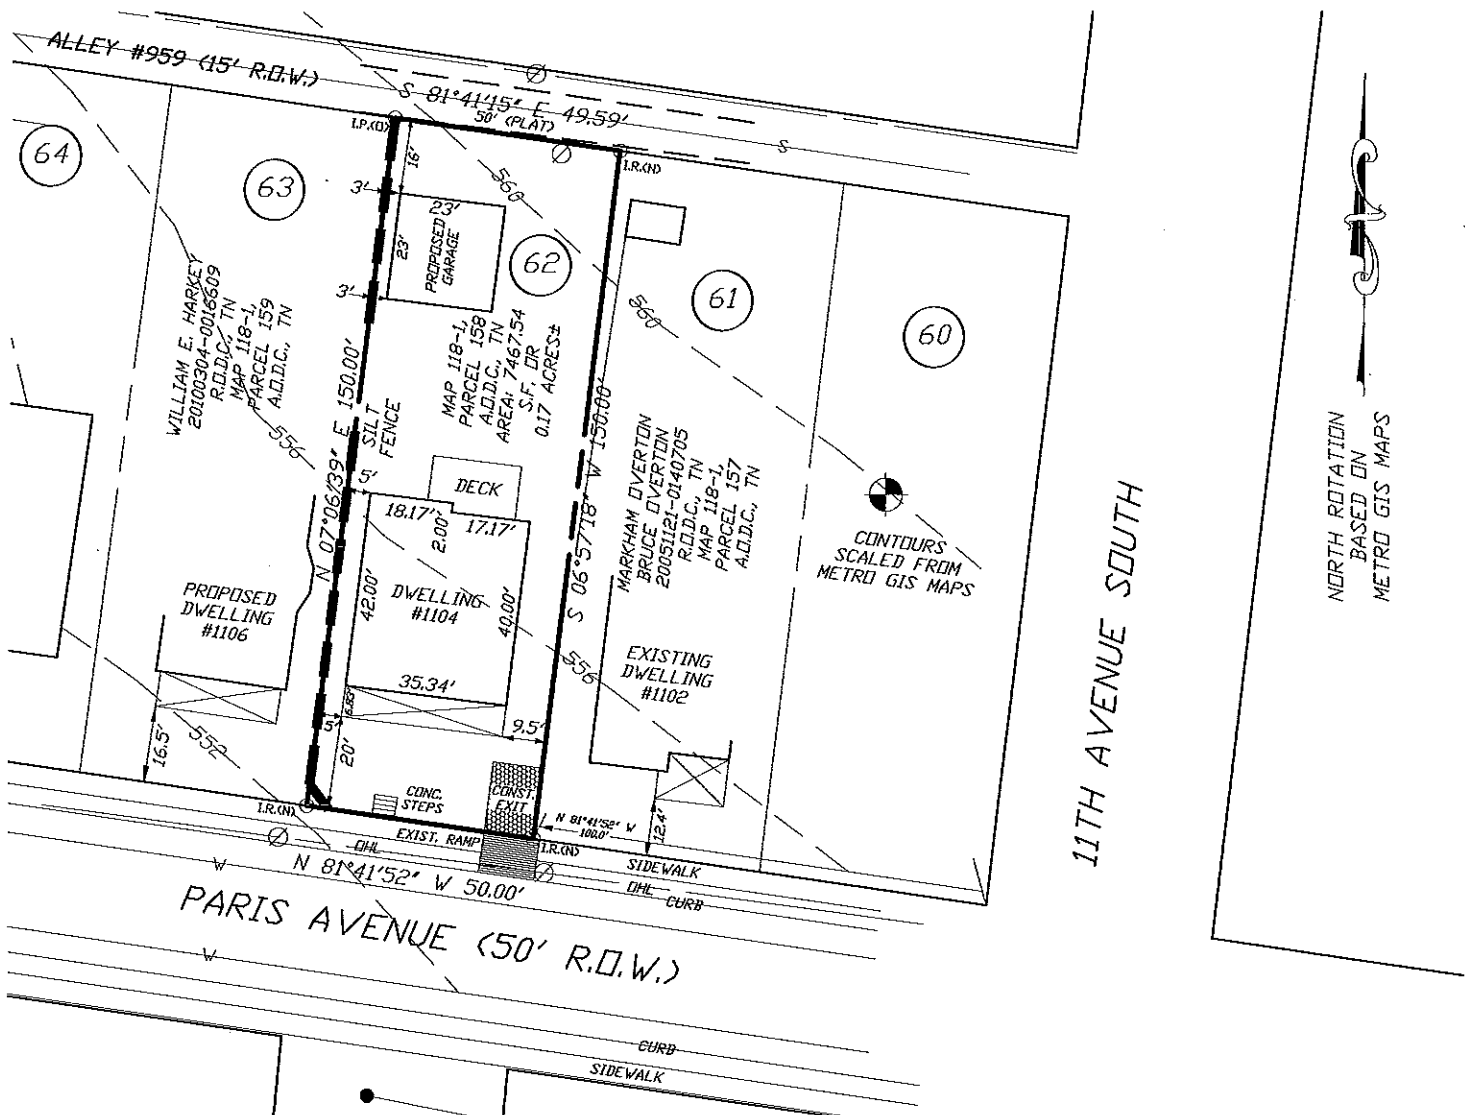 ALLEY #959 (15' R.O.W.)
S 81°41'15" E 49.59'
50' (PLAT)
S
I.P.(O)
I.R.(N)
64
63
62
61
60
16'
3'
23'
23'
PROPOSED
GARAGE
3'
560
560
WILLIAM E. HARKEY
20100304-0016609
R.O.D.C., TN
MAP 118-1,
PARCEL 159
A.O.D.C., TN
556
N 07°06'39" E 150.00'
SILT
FENCE
MAP 118-1,
PARCEL 158
A.O.D.C., TN
AREA: 7467.54
S.F. OR
0.17 ACRES±
S 06°57'18" W 150.00'
MARKHAM OVERTON
BRUCE OVERTON
20051121-0140705
R.O.D.C., TN
MAP 118-1,
PARCEL 157
A.O.D.C., TN
5'
DECK
18.17'
2.00'
17.17'
42.00'
DWELLING
#1104
40.00'
35.34'
5'
20'
9.5'
556
PROPOSED
DWELLING
#1106
16.5'
552
EXISTING
DWELLING
#1102
12.4'
CONTOURS
SCALED FROM
METRO GIS MAPS
11TH AVENUE SOUTH
NORTH ROTATION
BASED ON
METRO GIS MAPS
CONC.
STEPS
CONST.
EXIT
N 81°41'52" W
100.0'
I.R.(N)
EXIST. RAMP
I.R.(N)
SIDEWALK
OHL
OHL
CURB
W
N 81°41'52" W 50.00'
PARIS AVENUE (50' R.O.W.)
W
CURB
SIDEWALK